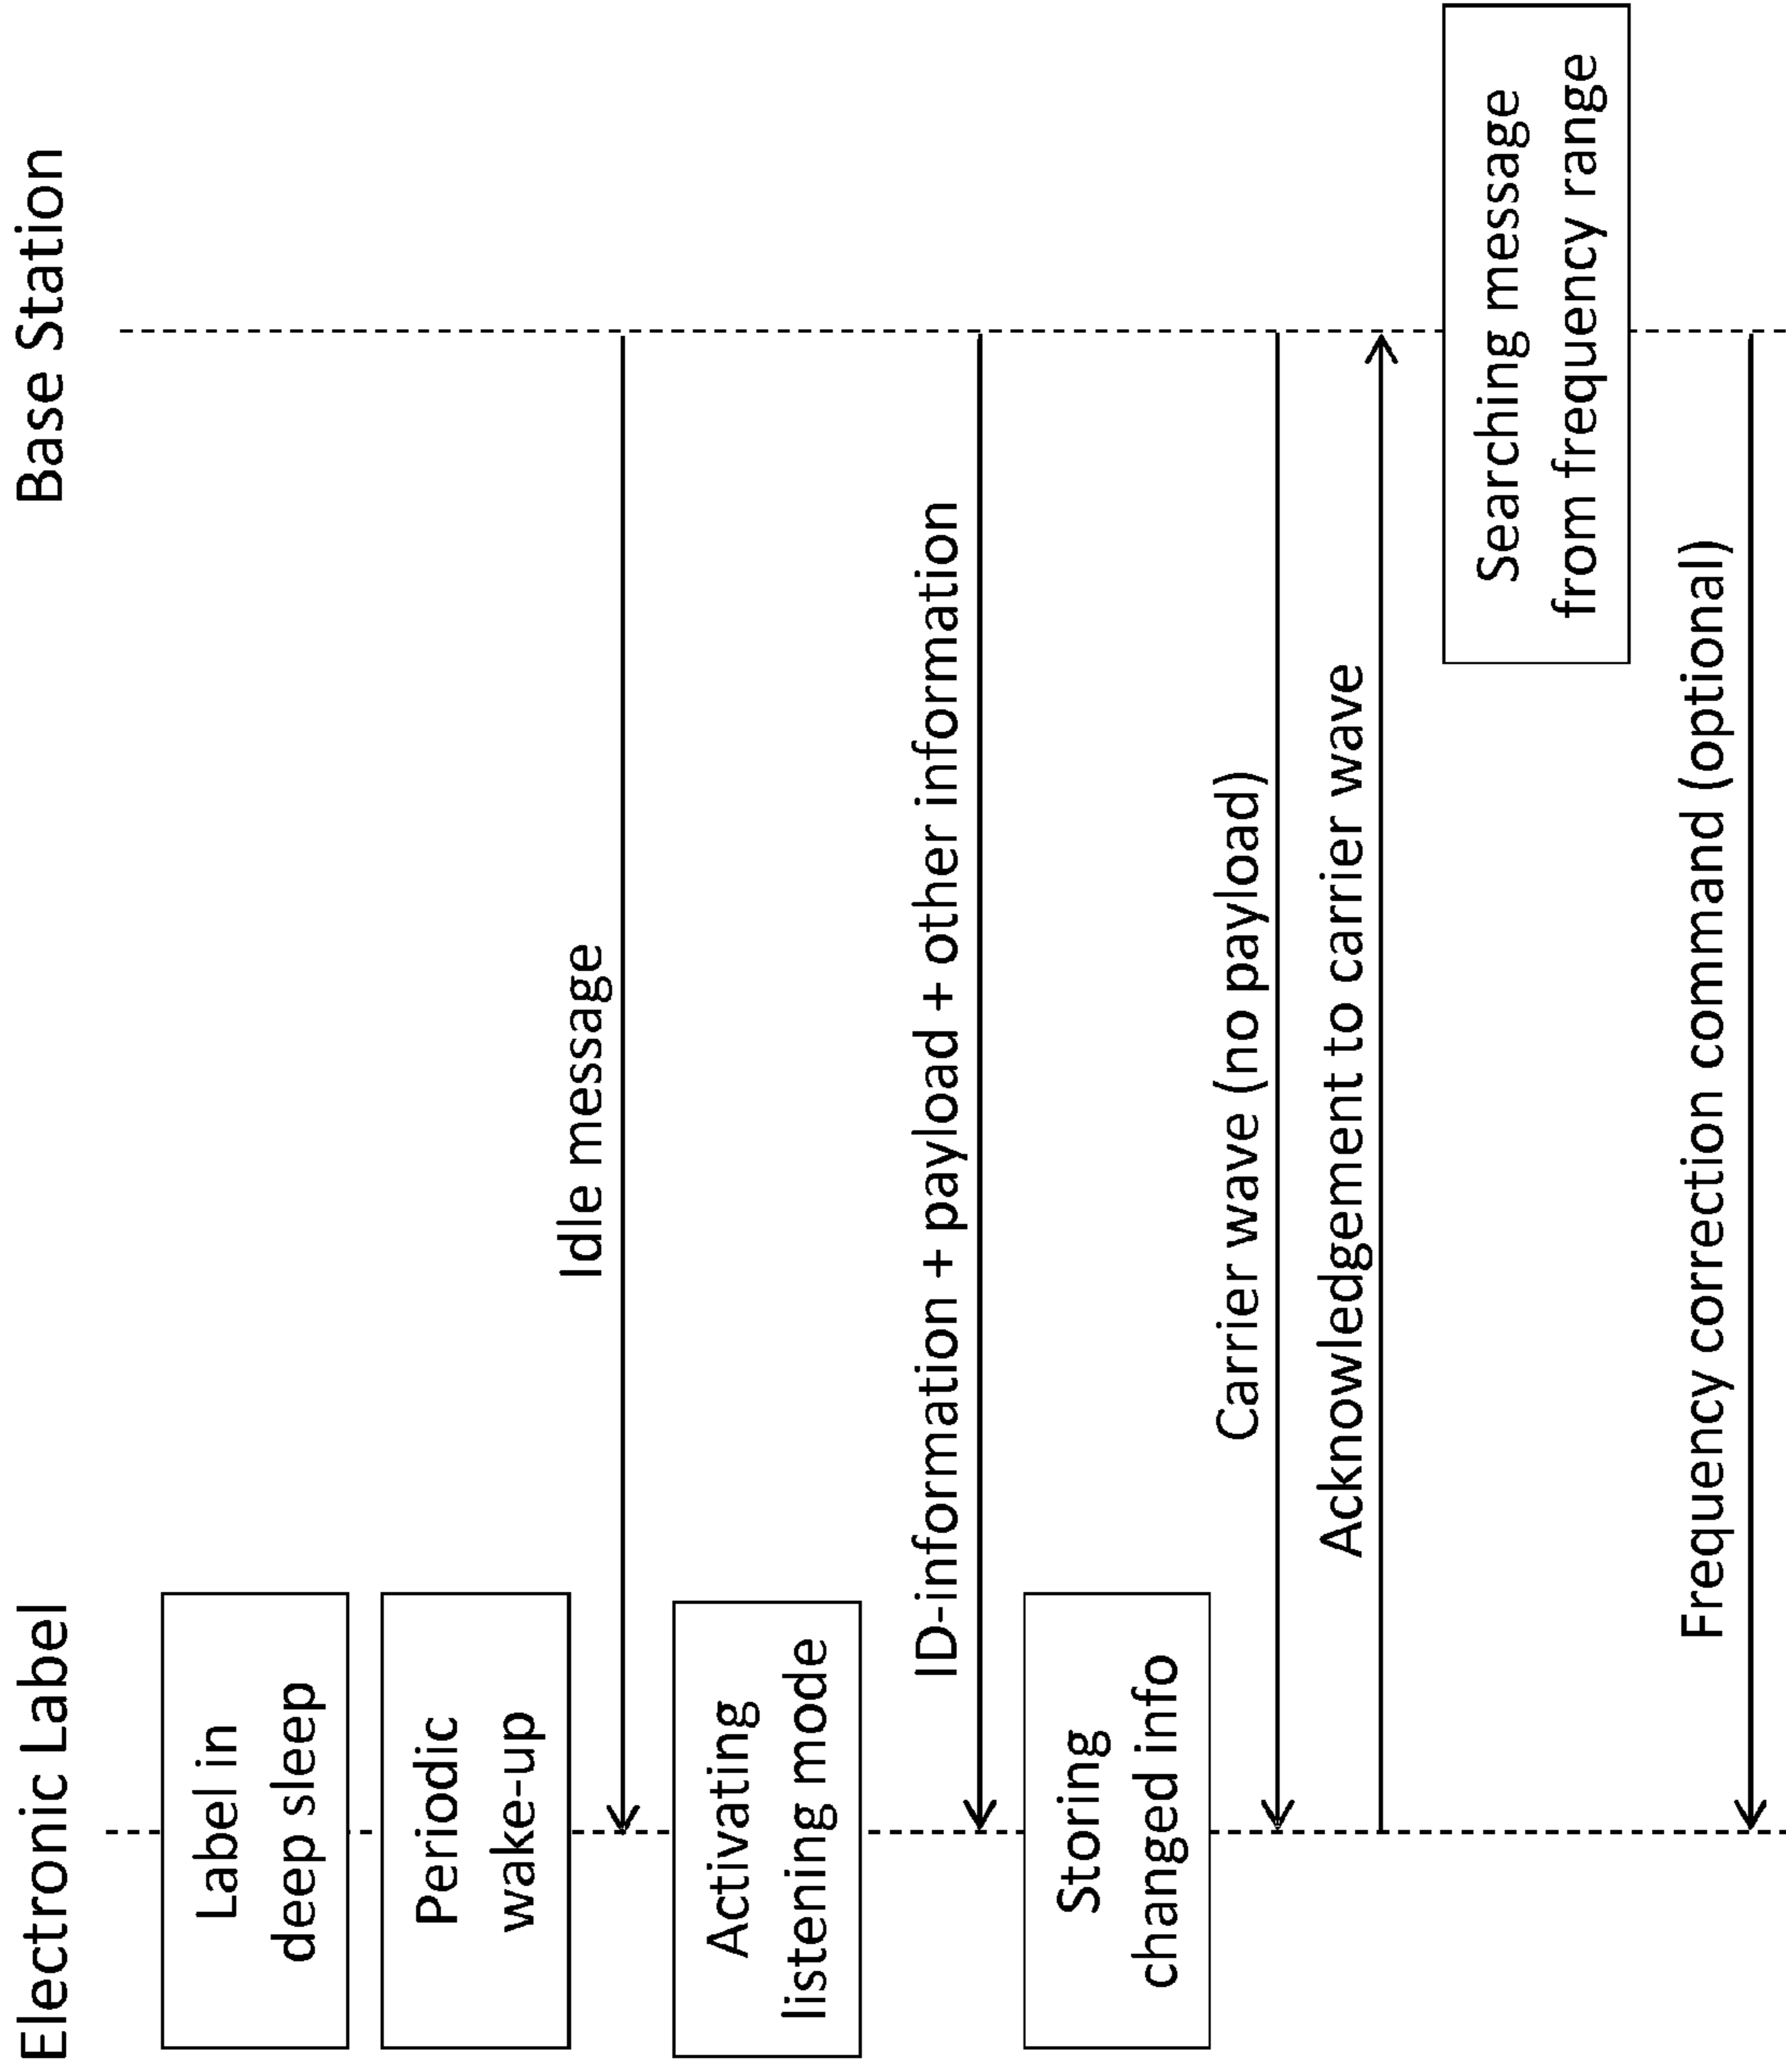 Electronic Label
Base Station
Label in
deep sleep
Periodic
wake-up
Idle message
Activating
listening mode
ID-information + payload + other information
Storing
changed info
Carrier wave (no payload)
Acknowledgement to carrier wave
Searching message
from frequency range
Frequency correction command (optional)